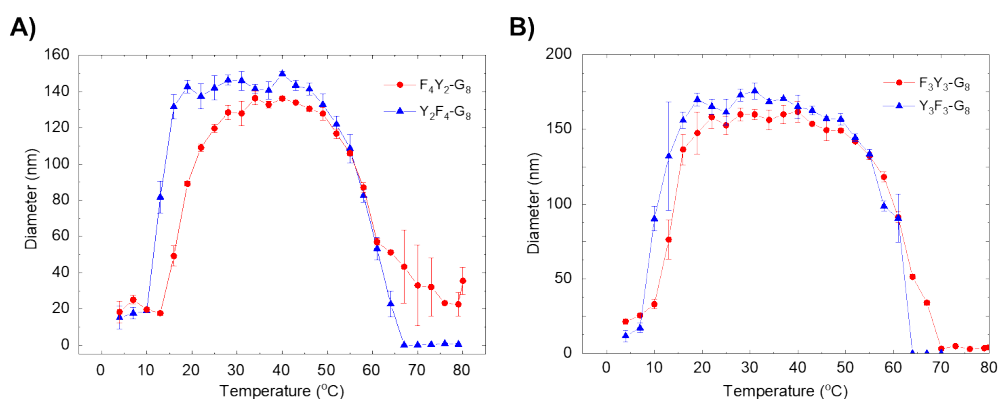 A)
160
140
120
100
80
60
40
20
0
Diameter (nm)
F₄Y₂-G₈
Y₂F₄-G₈
0 10 20 30 40 50 60 70 80
Temperature (°C)
B)
200
150
100
50
0
Diameter (nm)
F₃Y₃-G₈
Y₃F₃-G₈
0 10 20 30 40 50 60 70 80
Temperature (°C)